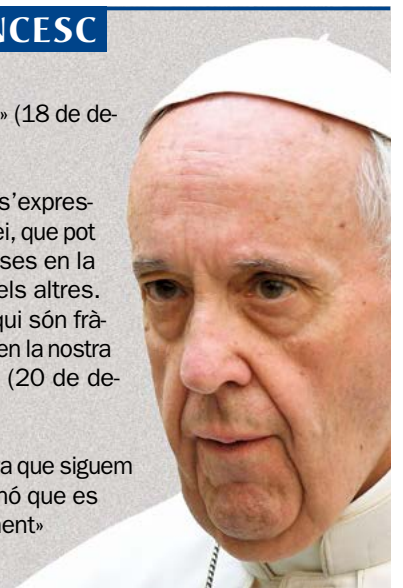 NCESC
» (18 de de-
s’expres-
ei, que pot
ses en la
els altres.
qui són frà-
en la nostra
(20 de de-
a que siguem
nó que es
nent»